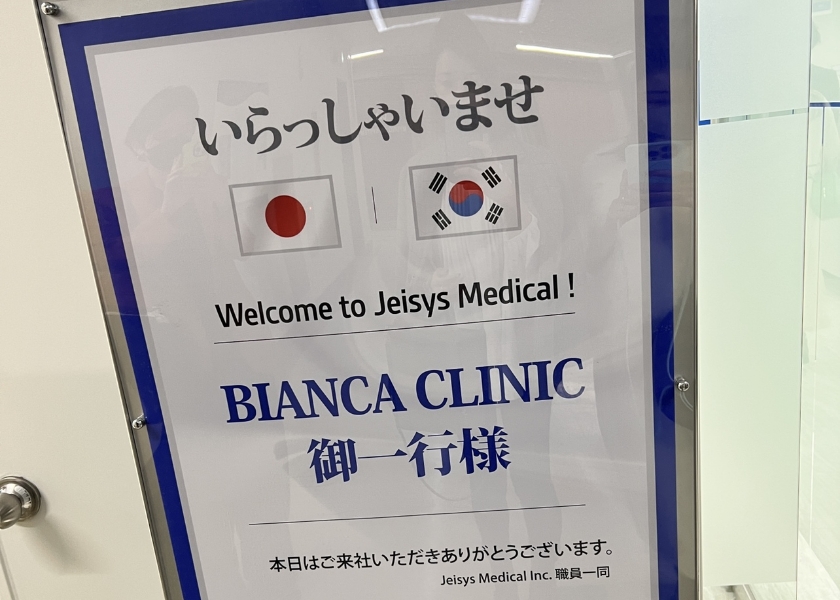 いらっしゃいませ
Welcome to Jeisys Medical !
BIANCA CLINIC
御一行様
本日はご来社いただきありがとうございます。
Jeisys Medical Inc. 職員一同